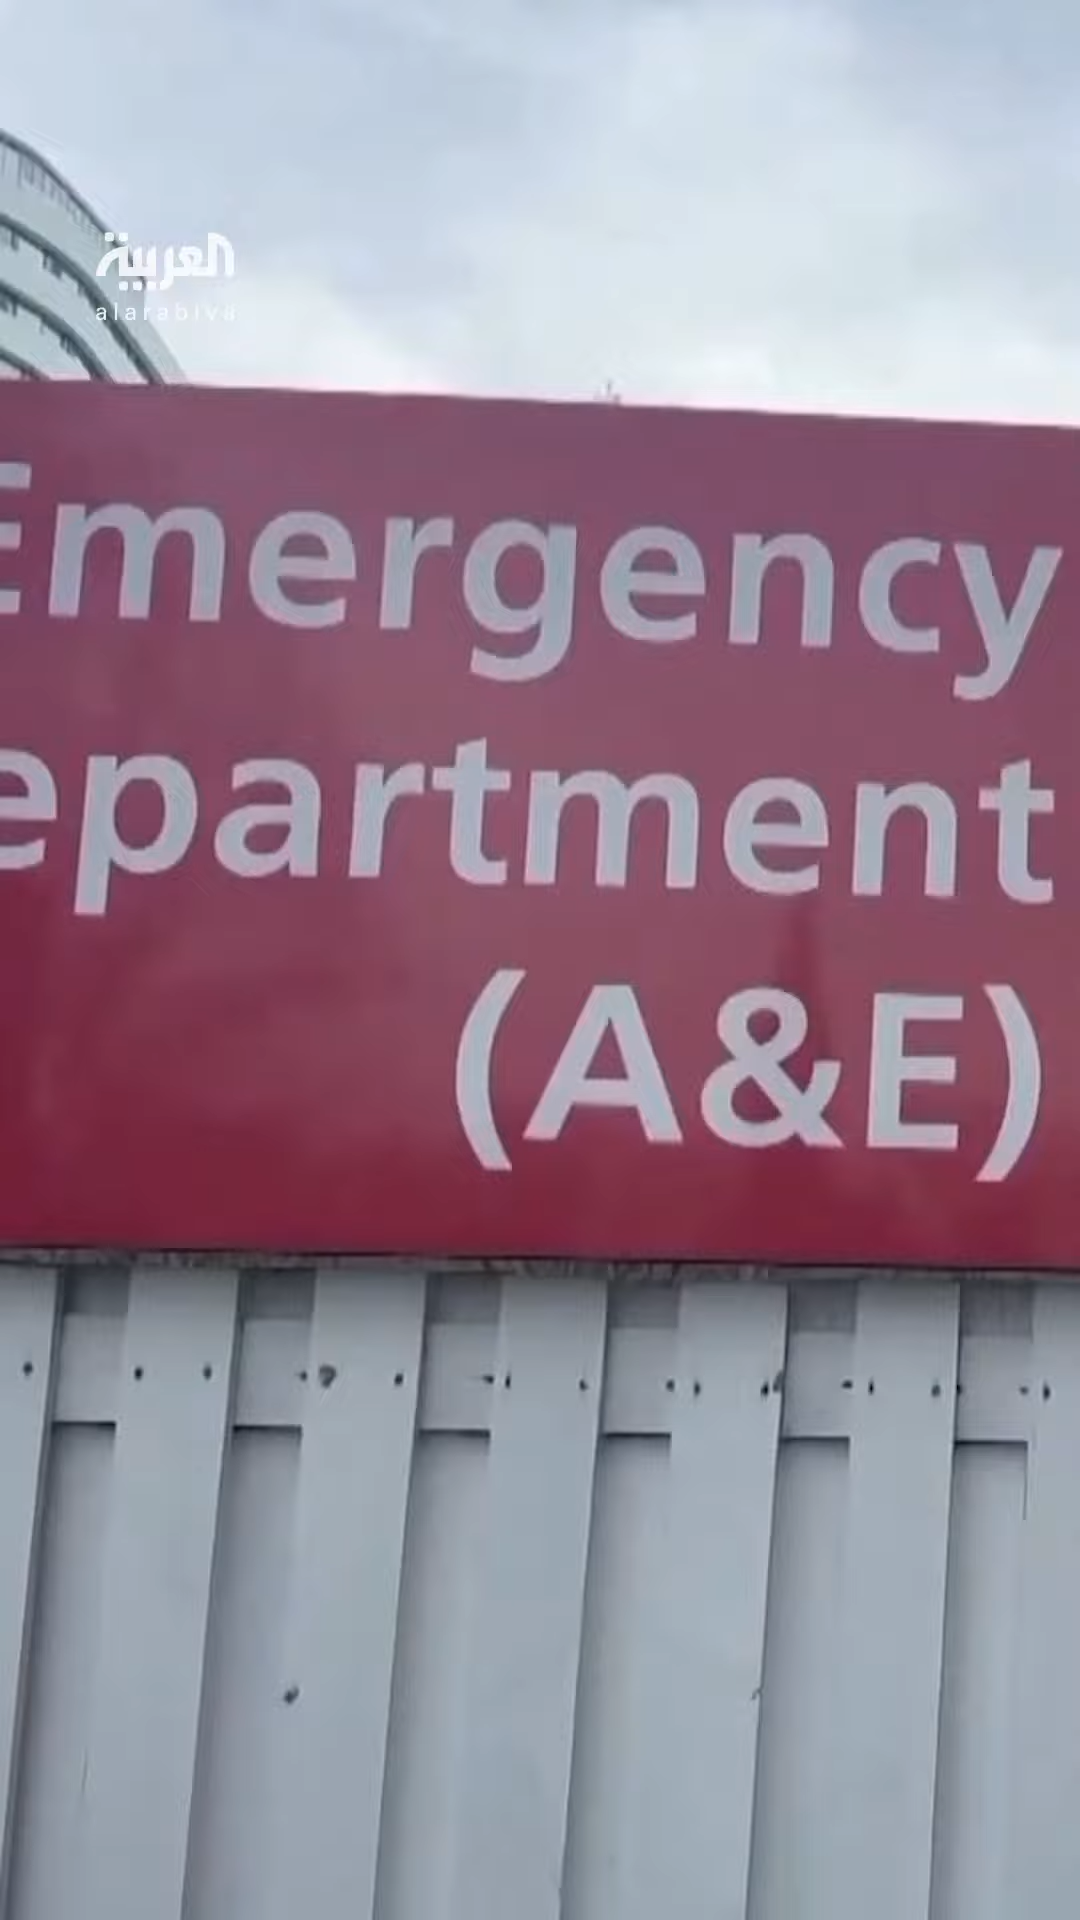 العربية
alarabiya
Emergency
epartment
(A&E)